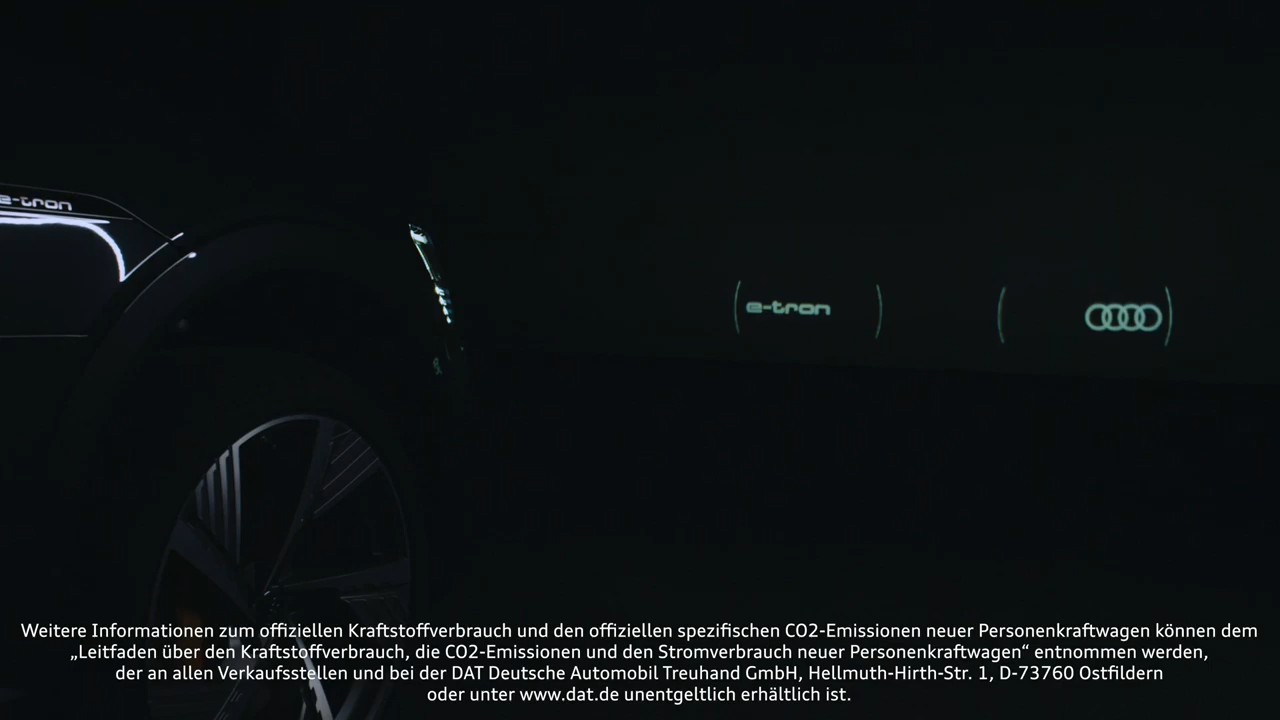 e-tron
e-tron
Weitere Informationen zum offiziellen Kraftstoffverbrauch und den offiziellen spezifischen CO2-Emissionen neuer Personenkraftwagen können dem
„Leitfaden über den Kraftstoffverbrauch, die CO2-Emissionen und den Stromverbrauch neuer Personenkraftwagen“ entnommen werden,
der an allen Verkaufsstellen und bei der DAT Deutsche Automobil Treuhand GmbH, Hellmuth-Hirth-Str. 1, D-73760 Ostfildern
oder unter www.dat.de unentgeltlich erhältlich ist.